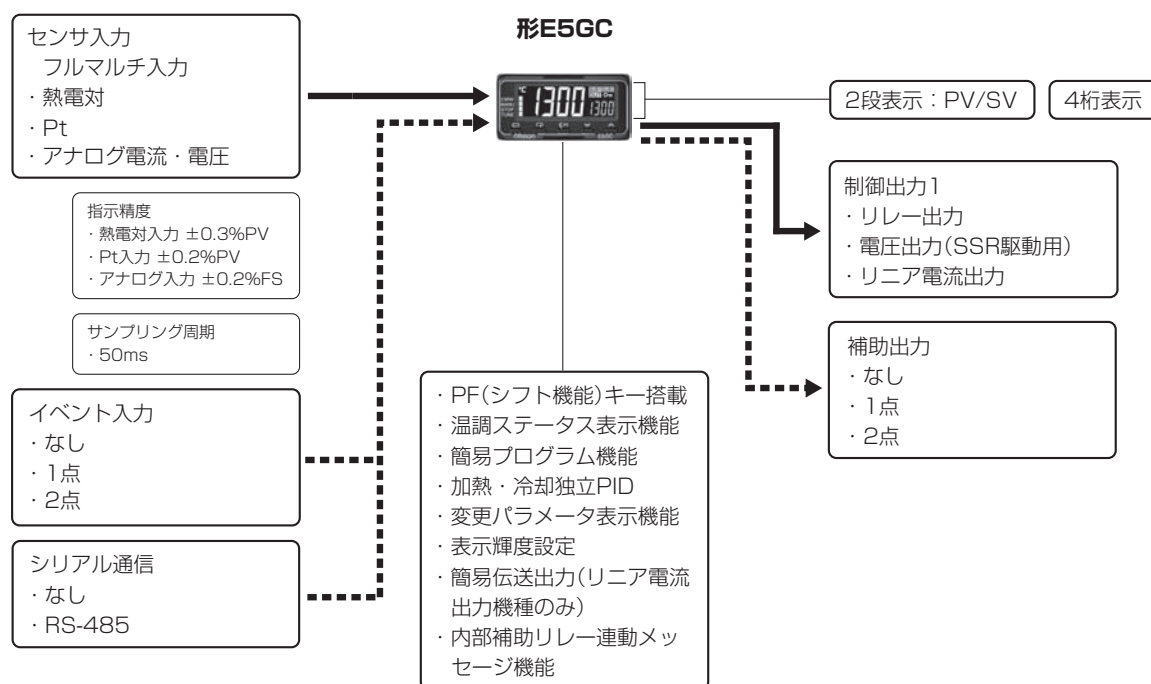 形E5GC
センサ入力
フルマルチ入力
・熱電対
・Pt
・アナログ電流・電圧
指示精度
・熱電対入力 ±0.3%PV
・Pt入力 ±0.2%PV
・アナログ入力 ±0.2%FS
サンプリング周期
・50ms
イベント入力
・なし
・1点
・2点
シリアル通信
・なし
・RS-485
℃
1300
1300
・PF(シフト機能)キー搭載
・温調ステータス表示機能
・簡易プログラム機能
・加熱・冷却独立PID
・変更パラメータ表示機能
・表示輝度設定
・簡易伝送出力(リニア電流
出力機種のみ)
・内部補助リレー連動メッ
セージ機能
2段表示：PV/SV
4桁表示
制御出力1
・リレー出力
・電圧出力(SSR駆動用)
・リニア電流出力
補助出力
・なし
・1点
・2点